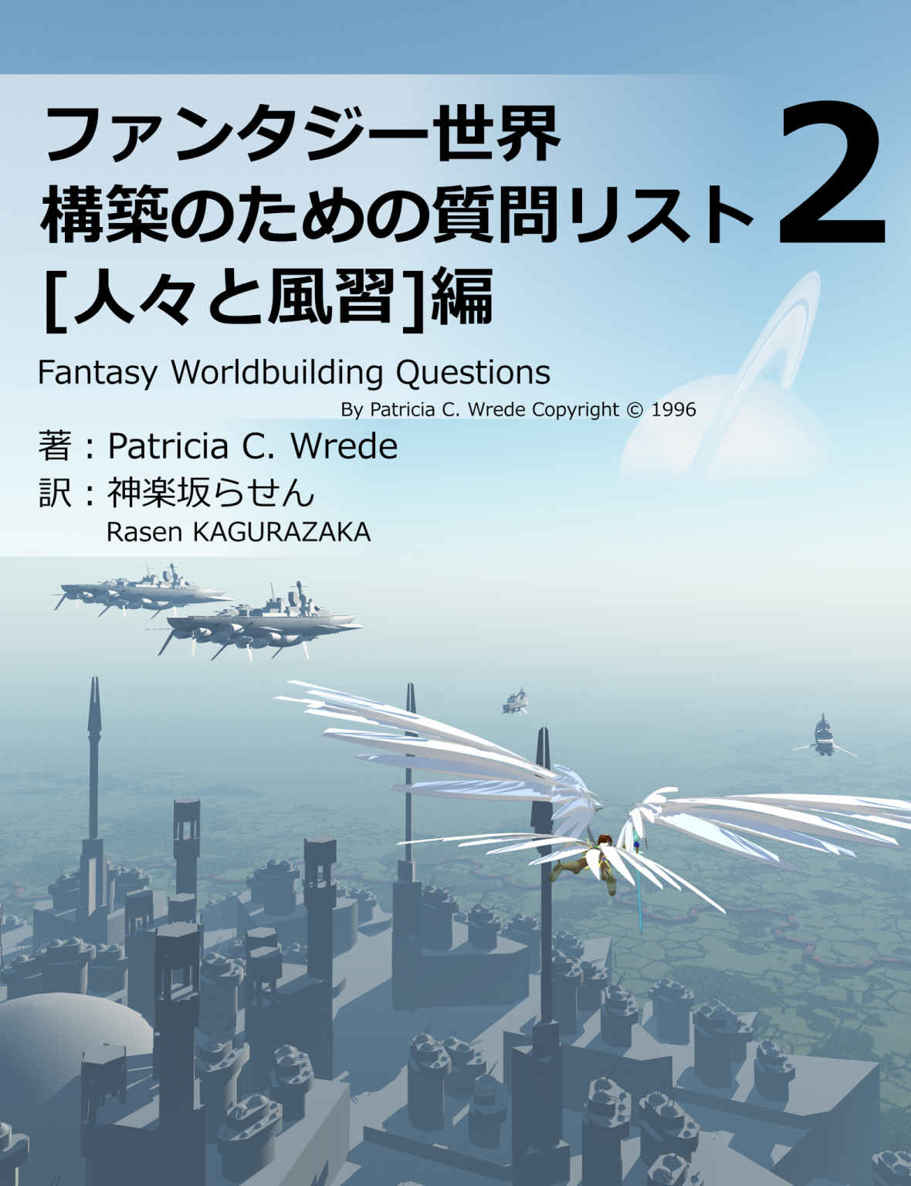 ファンタジー世界
構築のための質問リスト2
[人々と風習]編
Fantasy Worldbuilding Questions
By Patricia C. Wrede Copyright © 1996
著：Patricia C. Wrede
訳：神楽坂らせん
Rasen KAGURAZAKA